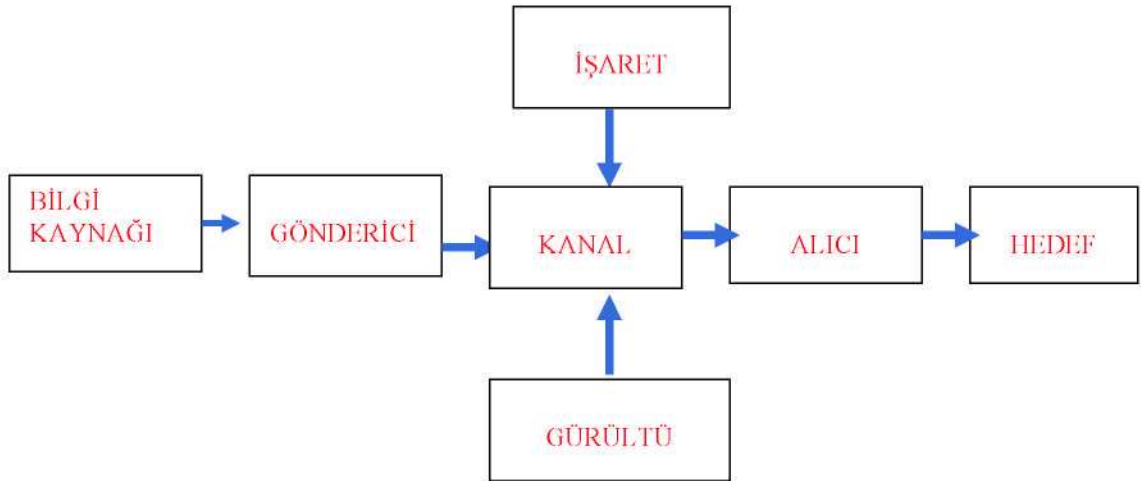 İŞARET
BİLGİ
KAYNAĞI
GÖNDERİCİ
KANAL
ALICI
HEDEF
GÜRÜLTÜ